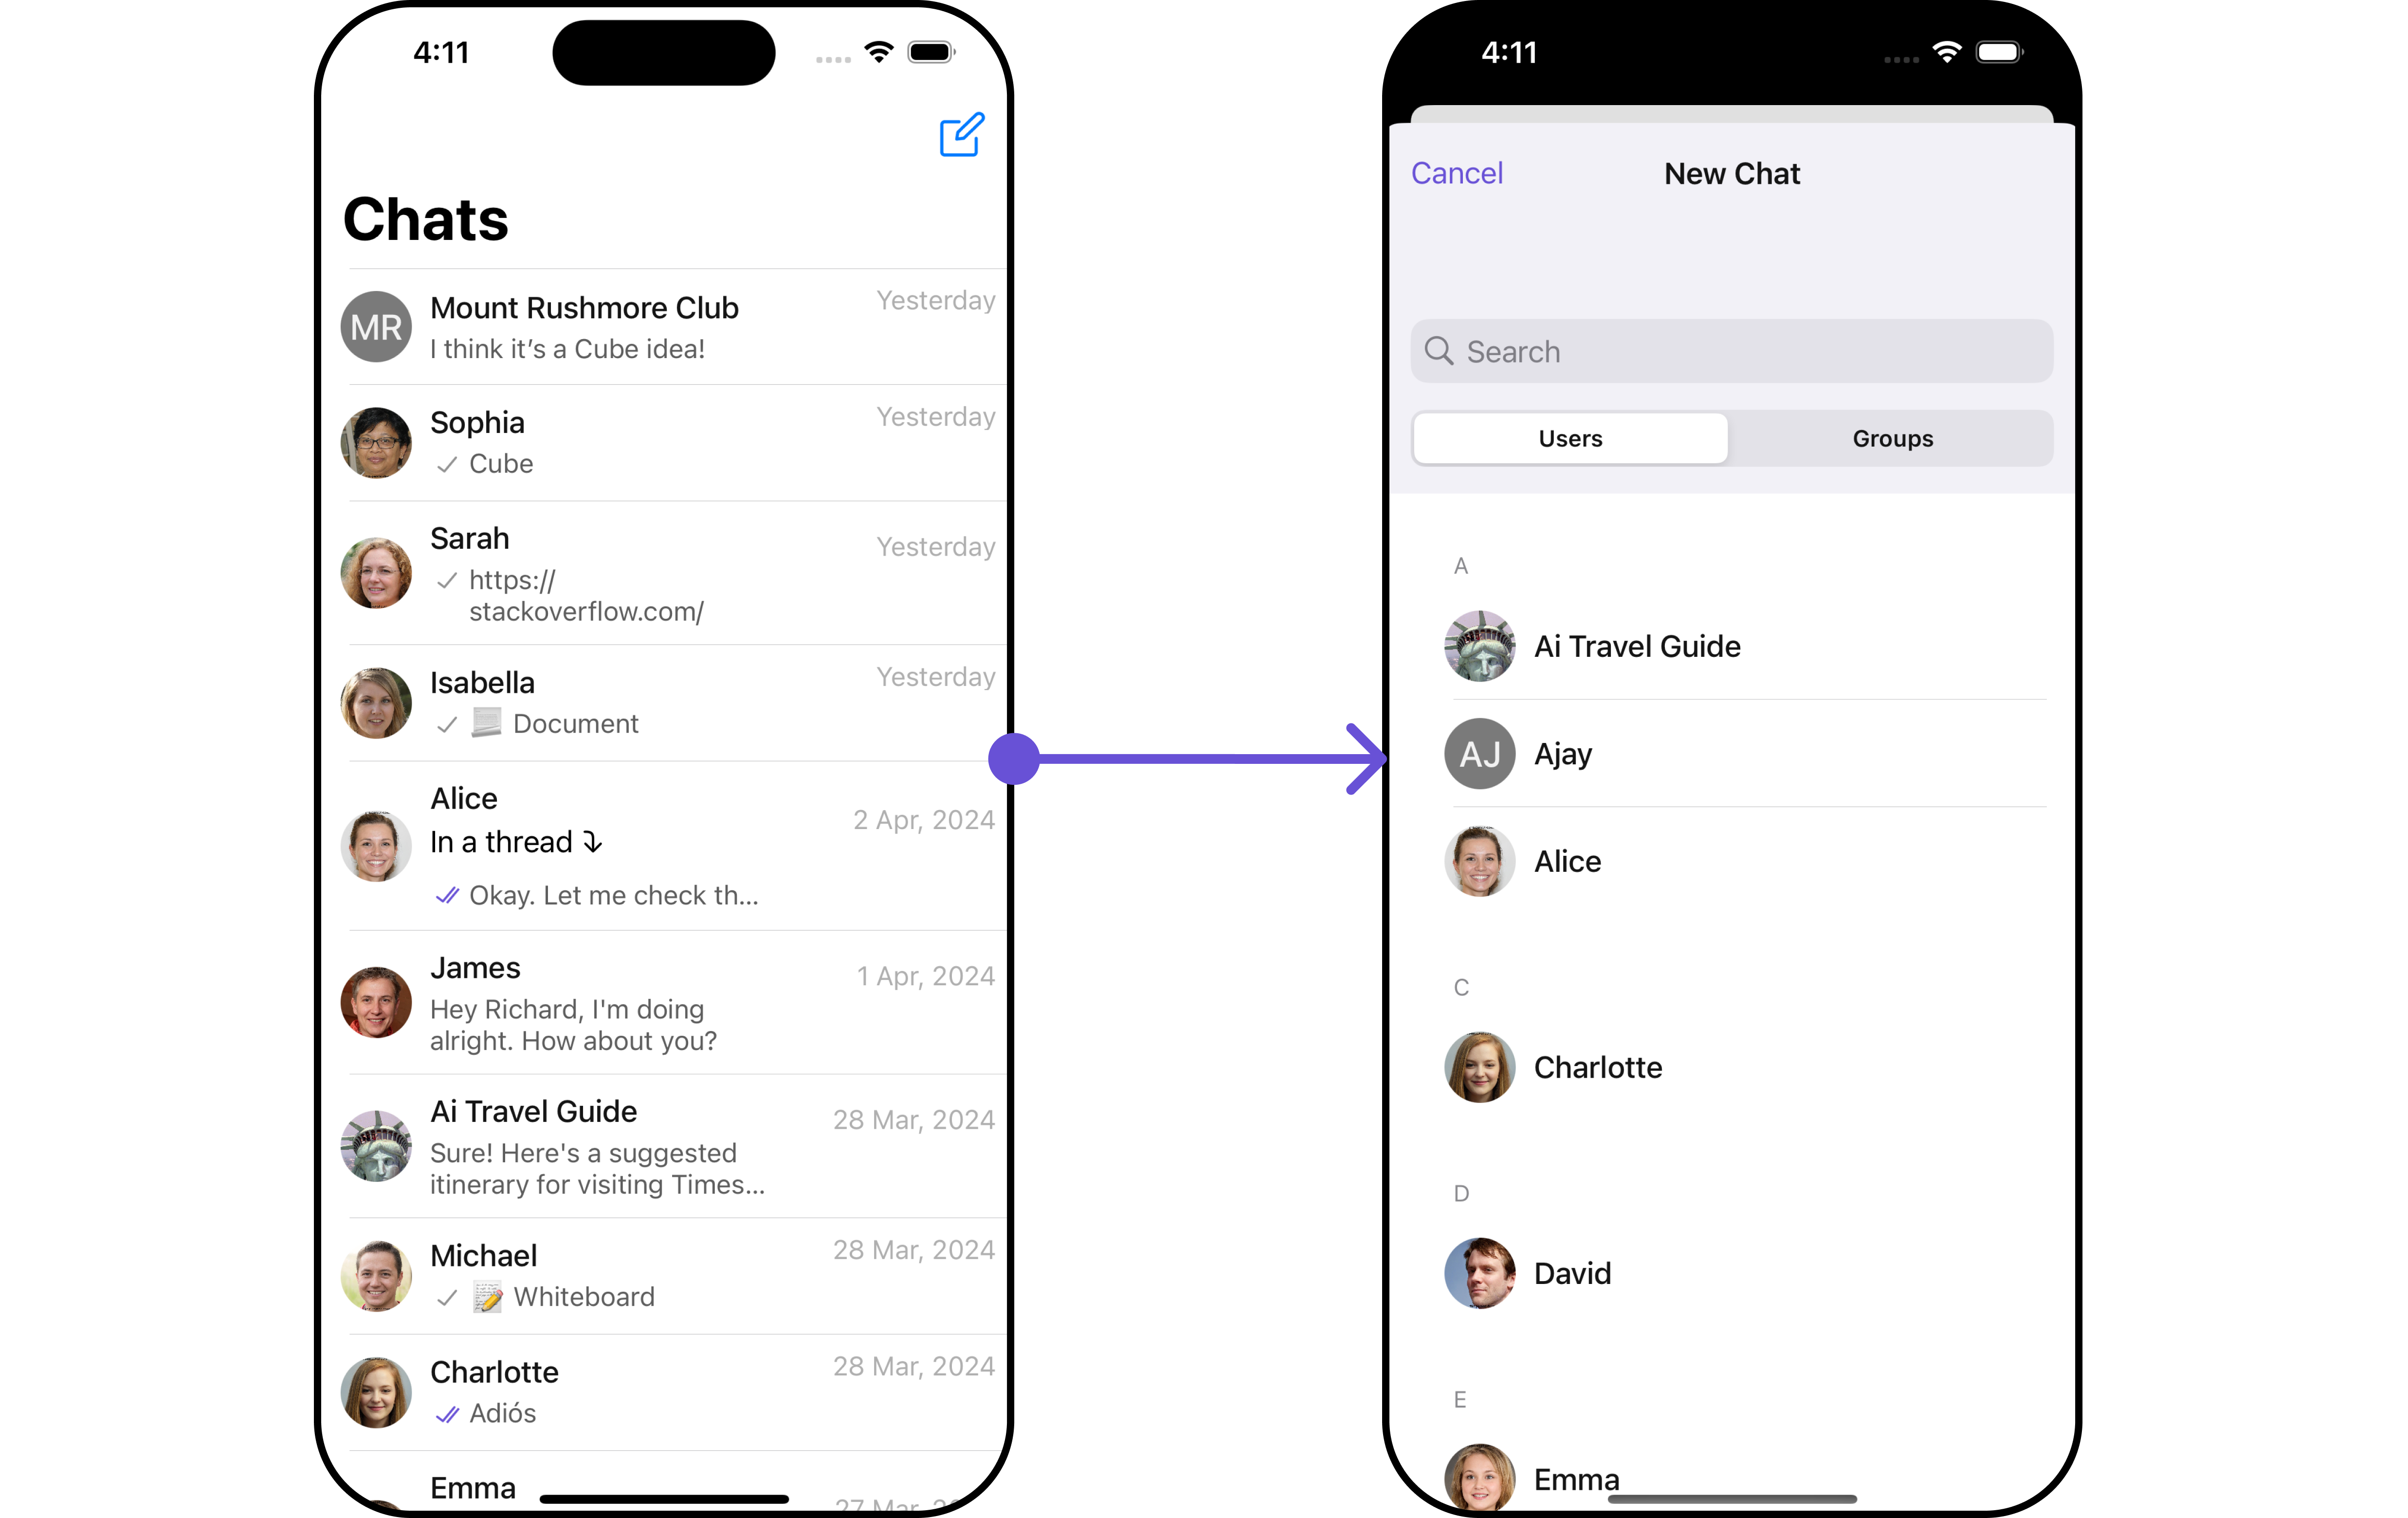 4:11
Chats
MR
Mount Rushmore Club
Yesterday
I think it’s a Cube idea!
Sophia
Yesterday
Cube
Sarah
Yesterday
https://
stackoverflow.com/
Isabella
Yesterday
Document
Alice
2 Apr, 2024
In a thread
Okay. Let me check th...
James
1 Apr, 2024
Hey Richard, I'm doing
alright. How about you?
Ai Travel Guide
28 Mar, 2024
Sure! Here's a suggested
itinerary for visiting Times...
Michael
28 Mar, 2024
Whiteboard
Charlotte
28 Mar, 2024
Adiós
Emma
27 Mar
4:11
Cancel
New Chat
Search
Users
Groups
A
Ai Travel Guide
AJ
Ajay
Alice
C
Charlotte
D
David
E
Emma